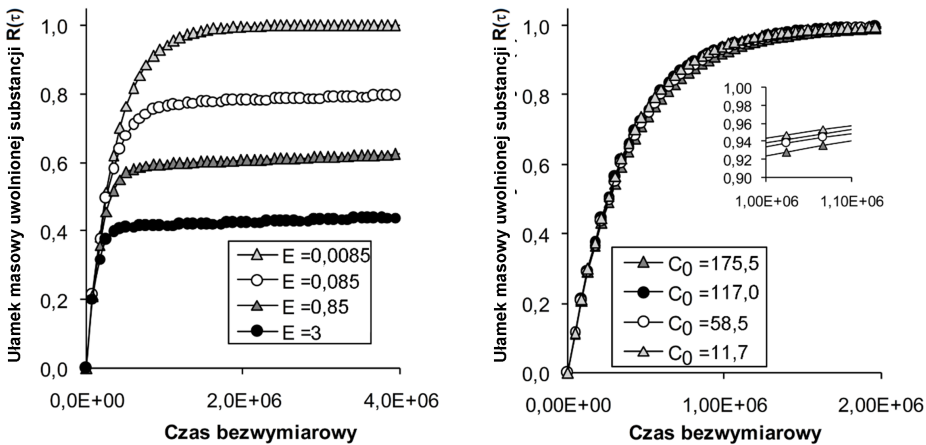 Ułamek masowy uwolnionej substancji R(τ)
1,0
0,8
0,6
0,4
0,2
0,0
E =0,0085
E =0,085
E =0,85
E =3
0,0E+00 2,0E+06 4,0E+06
Czas bezwymiarowy
Ułamek masowy uwolnionej substancji R(τ)
1,0
0,8
0,6
0,4
0,2
0,0
1,00
0,98
0,96
0,94
0,92
0,90
1,00E+06 1,10E+06
C0 =175,5
C0 =117,0
C0 =58,5
C0 =11,7
0,00E+00 1,00E+06 2,00E+06
Czas bezwymiarowy